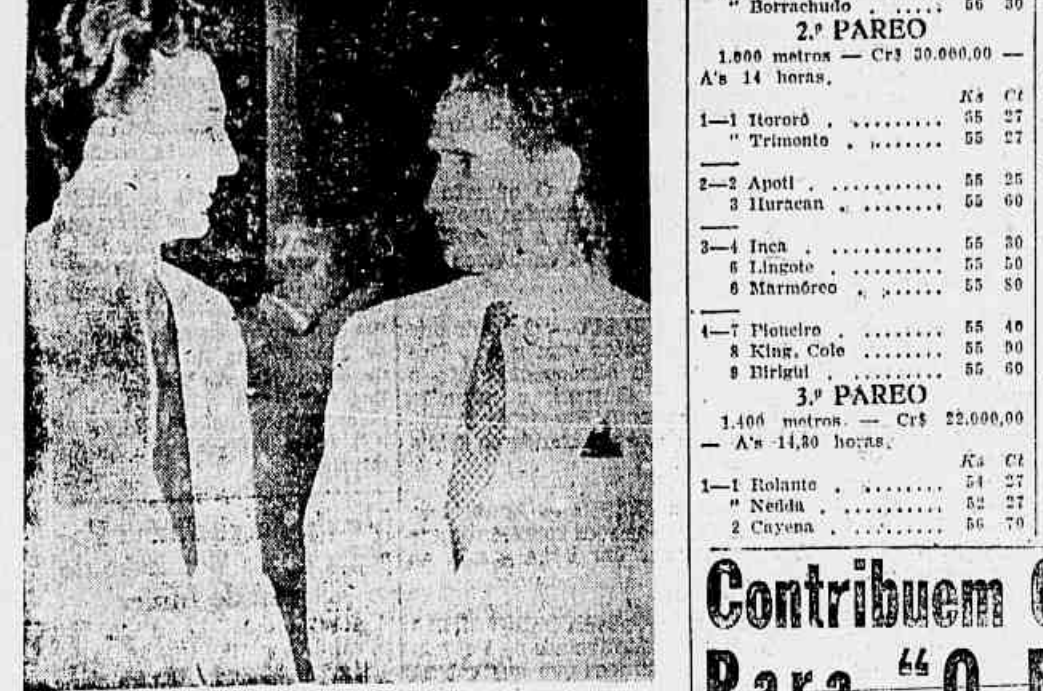 " Borrachudo . ..... 56 30
2.º PAREO
1.000 metros — Cr$ 30.000,00 —
A's 14 horas.
Ks Ct
1—1 Itororô . ......... 55 27
" Trimonte . ........ 55 27
2—2 Apoti . ........... 55 25
3 Huracan . ........ 55 60
3—4 Inca . ........... 55 30
6 Lingote . ......... 55 50
6 Marmóreo . . ...... 55 80
4—7 Pioneiro . ........ 55 40
8 King. Cole ........ 55 90
9 Birigui . ......... 55 60
3.º PAREO
1.400 metros. — Cr$ 22.000,00
— A's 14,30 horas.
Ks Ct
1—1 Rolante . ........ 54 27
" Nedda . .......... 52 27
2 Cayena . ......... 56 70
Contribuem
Para "O